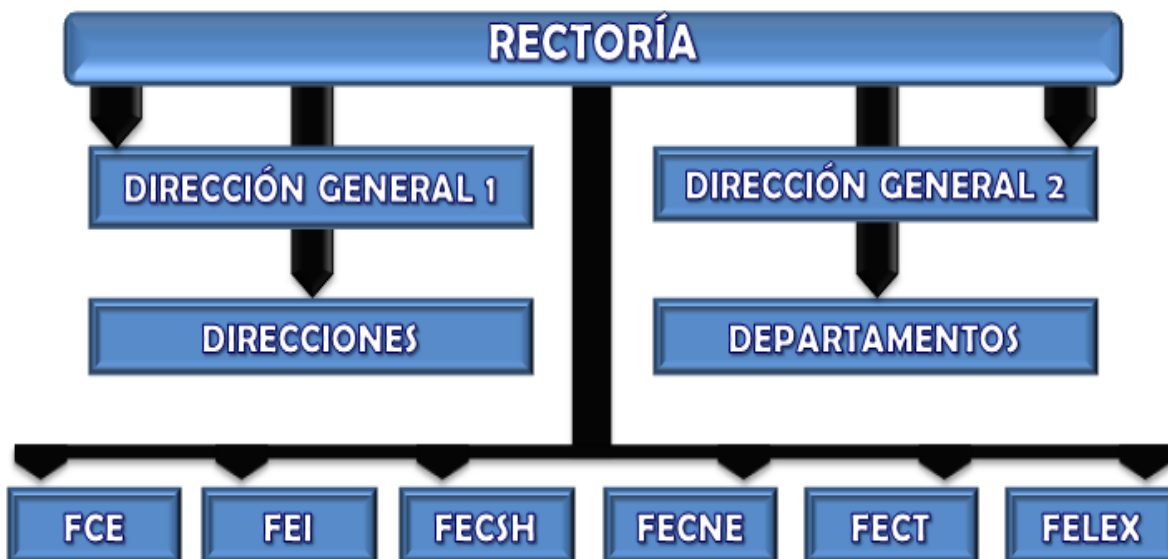 RECTORÍA
DIRECCIÓN GENERAL 1
DIRECCIÓN GENERAL 2
DIRECCIONES
DEPARTAMENTOS
FCE
FEI
FECSH
FECNE
FECT
FELEX